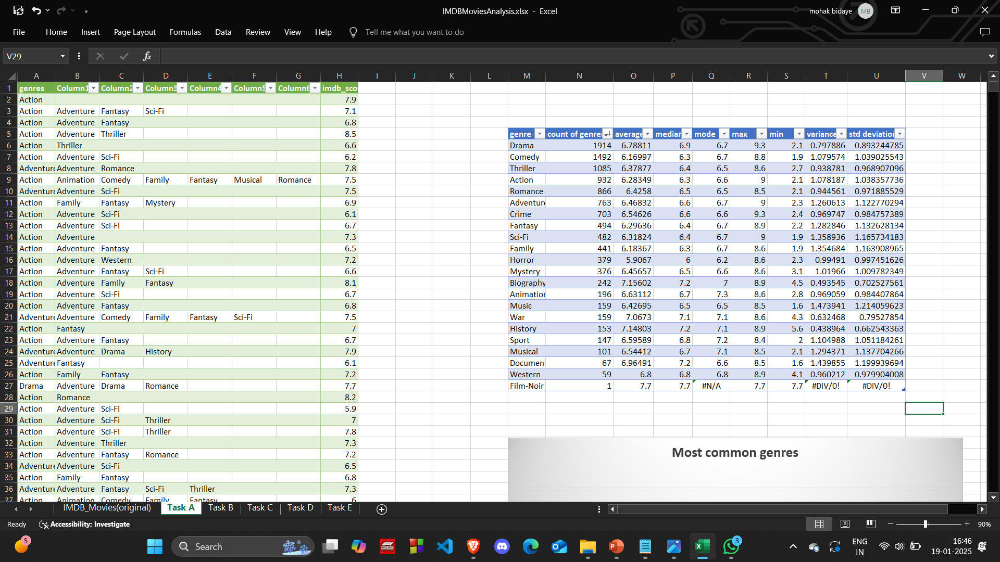 IMDBMoviesAnalysis.xlsx - Excel
mohak bidaye MB
File Home Insert Page Layout Formulas Data Review View Help Tell me what you want to do
V29 fx
A B C D E F G H I J K L M N O P Q R S T U V W
1 genres Column1 Column2 Column3 Column4 Column5 Column6 imdb_sco
2 Action 7.9
3 Action Adventure Fantasy Sci-Fi 7.1
4 Action Adventure Fantasy 6.8
5 Action Adventure Thriller 8.5 genre count of genres average median mode max min variance std deviation
6 Action Thriller 6.6 Drama 1914 6.78811 6.9 6.7 9.3 2.1 0.797886 0.893244785
7 Action Adventure Sci-Fi 6.2 Comedy 1492 6.16997 6.3 6.7 8.8 1.9 1.079574 1.039025543
8 Adventure Adventure Romance 7.8 Thriller 1085 6.37877 6.4 6.5 8.6 2.7 0.938781 0.968907096
9 Action Animation Comedy Family Fantasy Musical Romance 7.5 Action 932 6.28349 6.3 6.6 9 2.1 1.078187 1.038357736
10 Adventure Adventure Sci-Fi 7.5 Romance 866 6.4258 6.5 6.5 8.5 2.1 0.944561 0.971885529
11 Action Family Fantasy Mystery 6.9 Adventure 763 6.46832 6.6 6.7 9 2.3 1.260613 1.122770294
12 Action Adventure Sci-Fi 6.1 Crime 703 6.54626 6.6 6.6 9.3 2.4 0.969747 0.984757389
13 Action Adventure Sci-Fi 6.7 Fantasy 494 6.29636 6.4 6.7 8.9 2.2 1.282846 1.132628134
14 Action Adventure 7.3 Sci-Fi 482 6.31824 6.4 6.7 9 1.9 1.358936 1.165734183
15 Action Adventure Fantasy 6.5 Family 441 6.18367 6.3 6.7 8.6 1.9 1.354684 1.163908965
16 Action Adventure Western 7.2 Horror 379 5.9067 6 6.2 8.6 2.3 0.99491 0.997451626
17 Action Adventure Fantasy Sci-Fi 6.6 Mystery 376 6.45657 6.5 6.6 8.6 3.1 1.01966 1.009782349
18 Action Adventure Family Fantasy 8.1 Biography 242 7.15602 7.2 7 8.9 4.5 0.493545 0.702527561
19 Action Adventure Sci-Fi 6.7 Animation 196 6.63112 6.7 7.3 8.6 2.8 0.969059 0.984407864
20 Action Adventure Fantasy 6.8 Music 159 6.42695 6.5 6.5 8.5 1.6 1.473941 1.214059623
21 Adventure Adventure Comedy Family Fantasy Sci-Fi 7.5 War 159 7.0673 7.1 7.1 8.6 4.3 0.632468 0.79527854
22 Action Fantasy 7 History 153 7.14803 7.2 7.1 8.9 5.6 0.438964 0.662543363
23 Action Adventure Fantasy 6.7 Sport 147 6.59589 6.8 7.2 8.4 2 1.104988 1.051184261
24 Adventure Adventure Drama History 7.9 Musical 101 6.54412 6.7 7.1 8.5 2.1 1.294371 1.137704266
25 Adventure Fantasy 6.1 Document 67 6.96491 7.2 6.6 8.5 1.6 1.439855 1.199939694
26 Action Family Fantasy 7.2 Western 59 6.8 6.8 6.8 8.9 4.1 0.960212 0.979904008
27 Drama Adventure Drama Romance 7.7 Film-Noir 1 7.7 7.7 #N/A 7.7 7.7 #DIV/0! #DIV/0!
28 Action Romance 8.2
29 Action Adventure Sci-Fi 5.9
30 Action Adventure Sci-Fi Thriller 7
31 Action Adventure Sci-Fi Thriller 7.8
32 Action Adventure Thriller 7.3
33 Action Adventure Fantasy Romance 7.2 Most common genres
34 Adventure Adventure Sci-Fi 6.5
35 Action Family Fantasy 6.8
36 Adventure Adventure Fantasy Sci-Fi Thriller 7.3
37 Action Animation Comedy Family Fantasy 6
IMDB_Movies(original) Task A Task B Task C Task D Task E
Ready Accessibility: Investigate 90%
5 Search 3 ENG 16:46
IN 19-01-2025